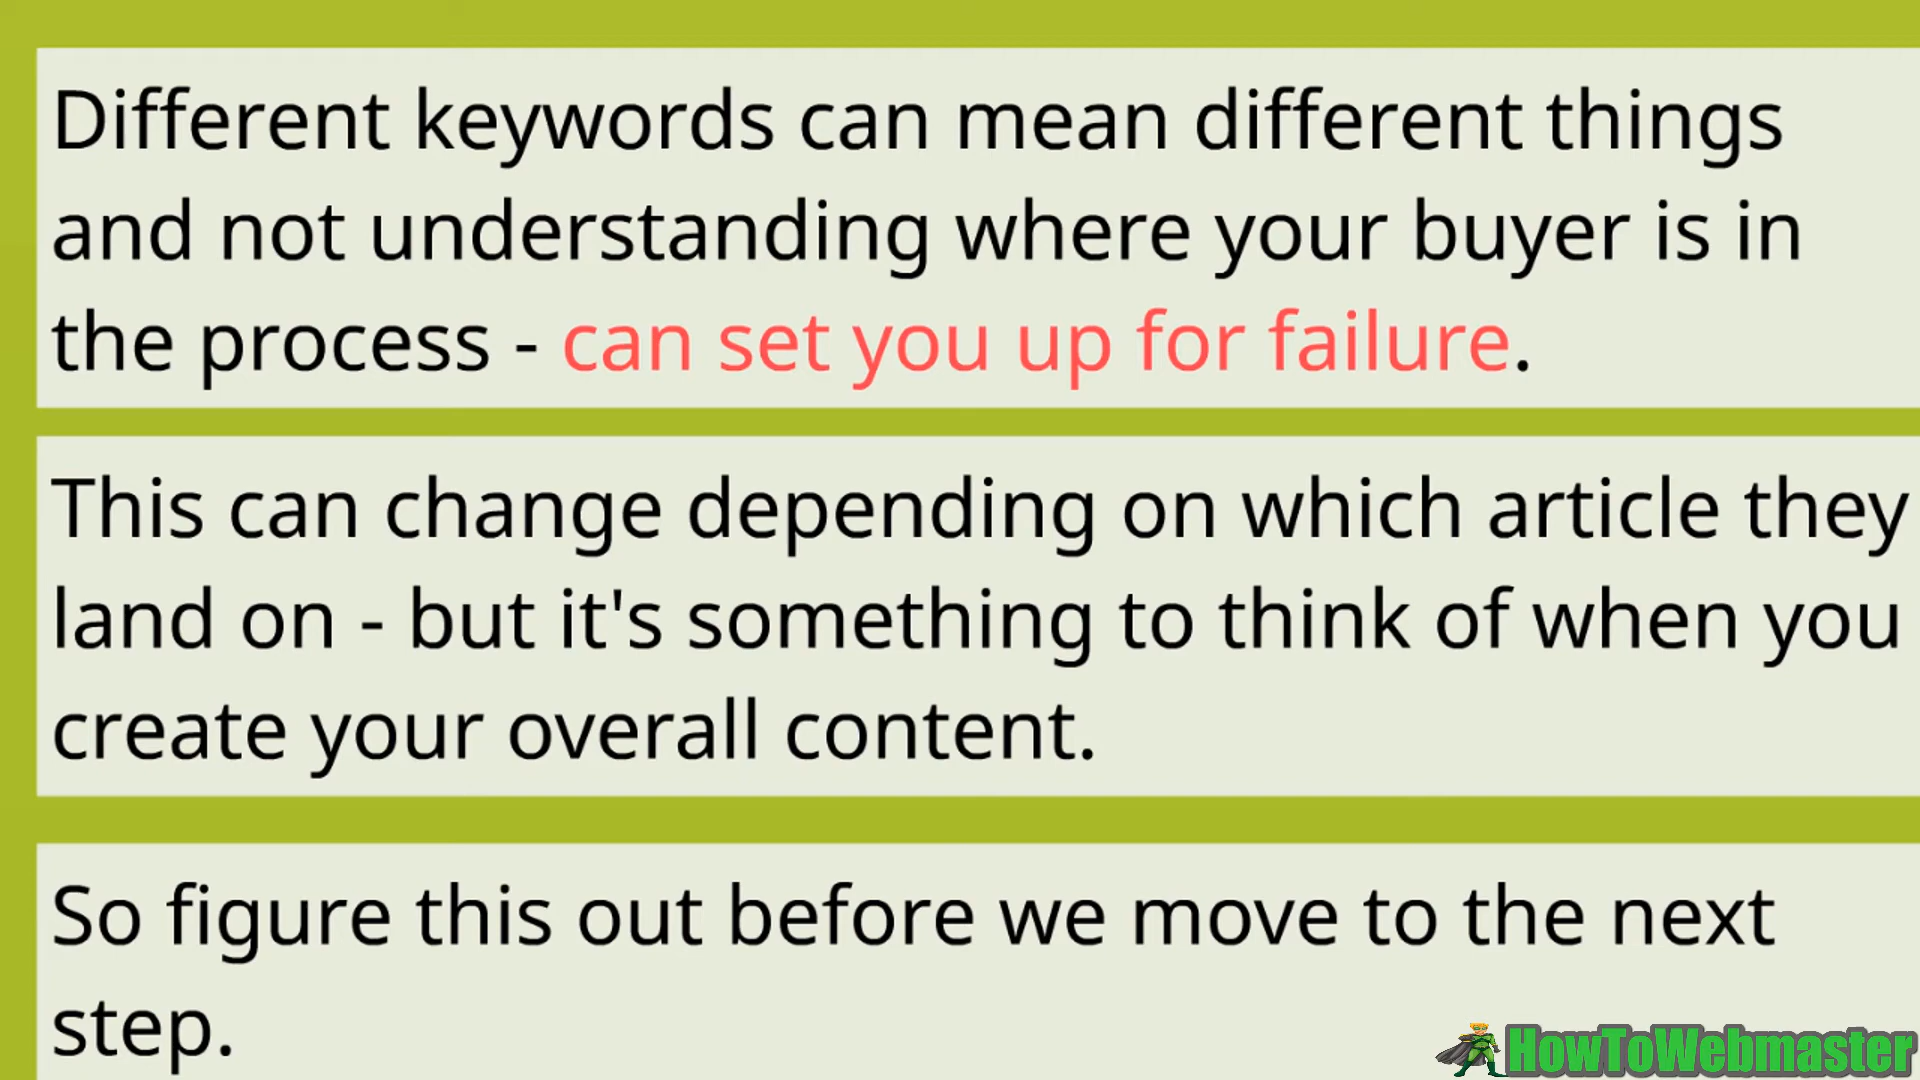 Different keywords can mean different things
and not understanding where your buyer is in
the process - can set you up for failure.
This can change depending on which article they
land on - but it's something to think of when you
create your overall content.
So figure this out before we move to the next
step.
HowToWebmaster